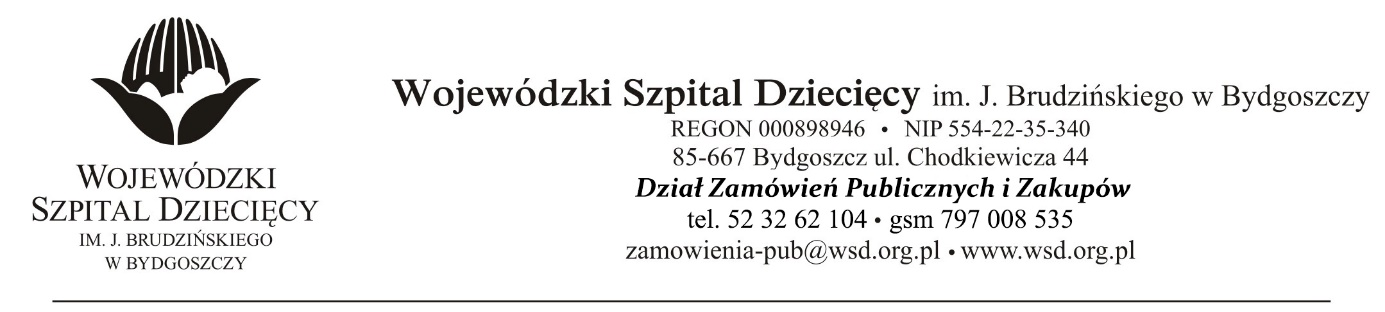 WOJEWÓDZKI
SZPITAL DZIECIĘCY
IM. J. BRUDZIŃSKIEGO
W BYDGOSZCZY
Wojewódzki Szpital Dziecięcy im. J. Brudzińskiego w Bydgoszczy
REGON 000898946 • NIP 554-22-35-340
85-667 Bydgoszcz ul. Chodkiewicza 44
Dział Zamówień Publicznych i Zakupów
tel. 52 32 62 104 • gsm 797 008 535
zamowienia-pub@wsd.org.pl • www.wsd.org.pl